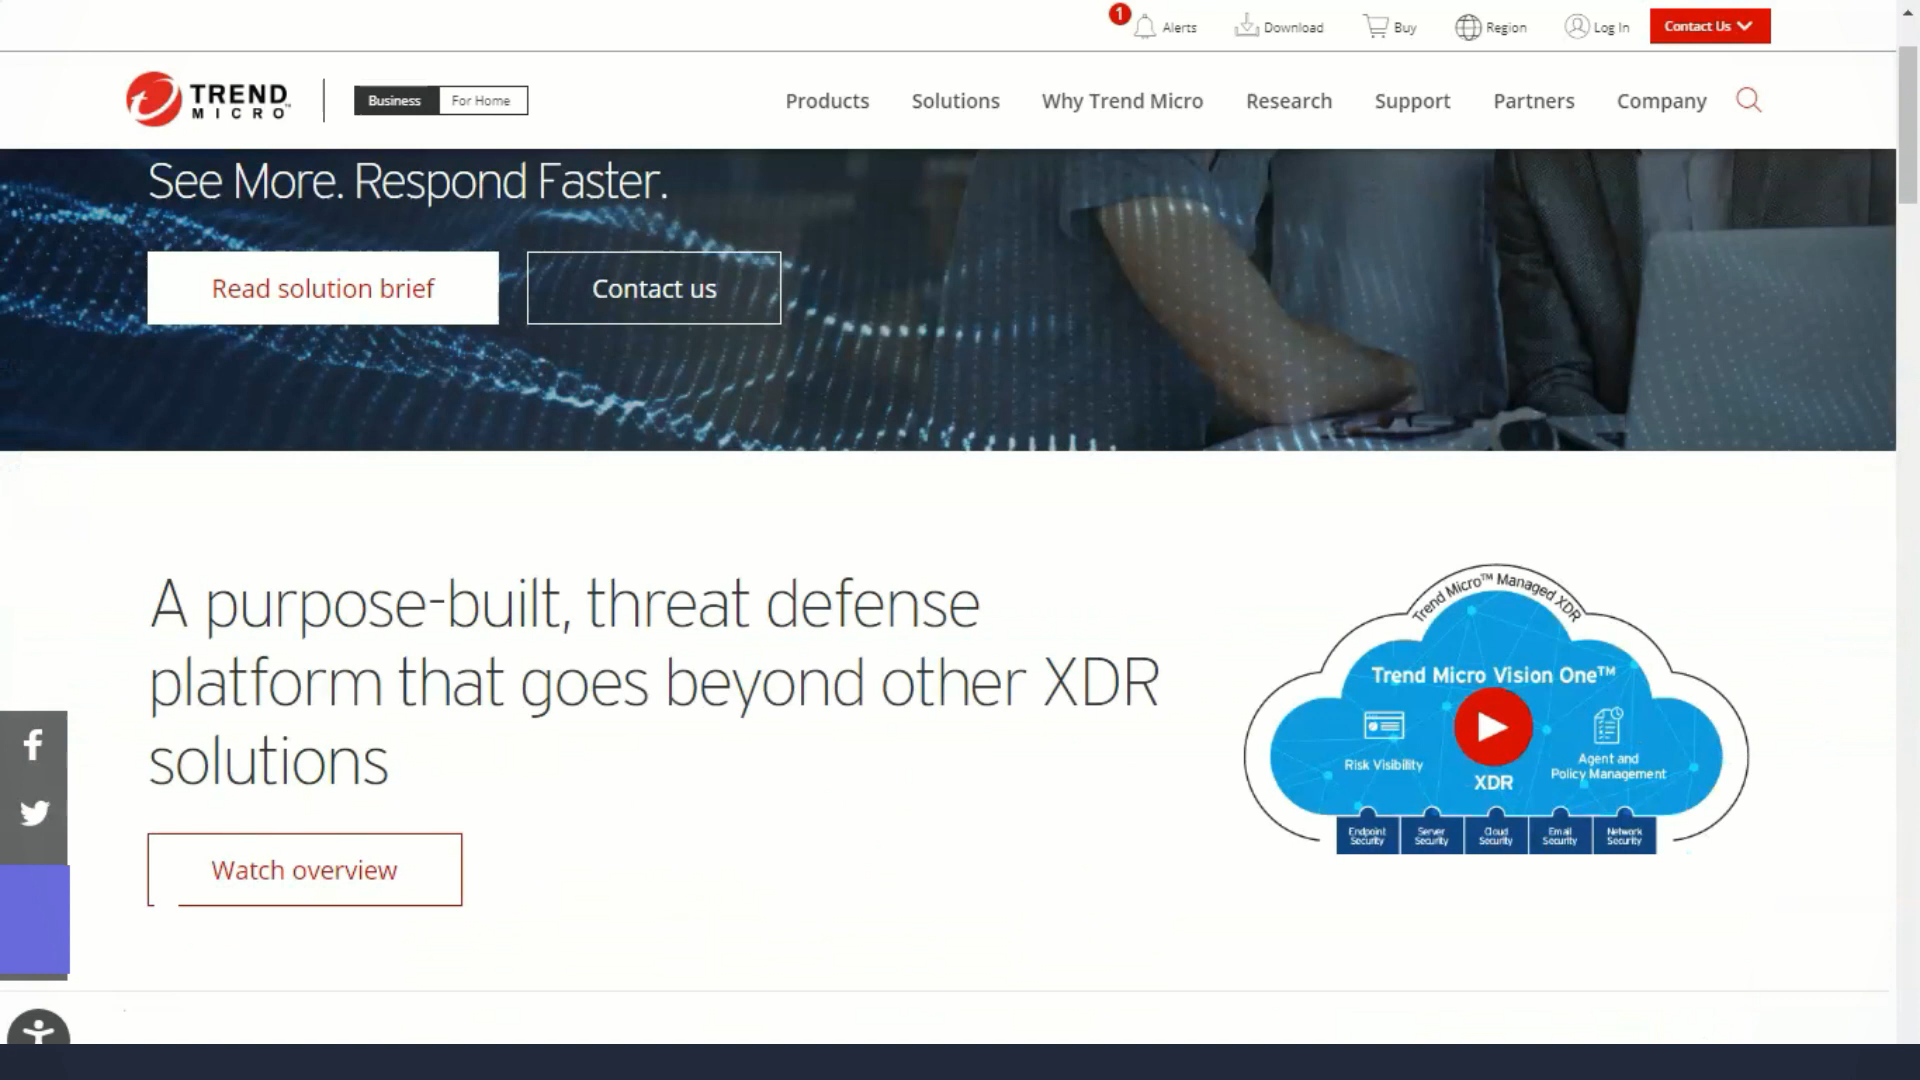 1
Alerts
Download
Buy
Region
Log In
Contact Us
TREND
MICRO™
Business
For Home
Products
Solutions
Why Trend Micro
Research
Support
Partners
Company
See More. Respond Faster.
Read solution brief
Contact us
A purpose-built, threat defense
platform that goes beyond other XDR
solutions
Watch overview
Trend Micro™ Managed XDR
Trend Micro Vision One™
Risk Visibility
XDR
Agent and
Policy Management
Endpoint
Security
Server
Security
Cloud
Security
Email
Security
Network
Security